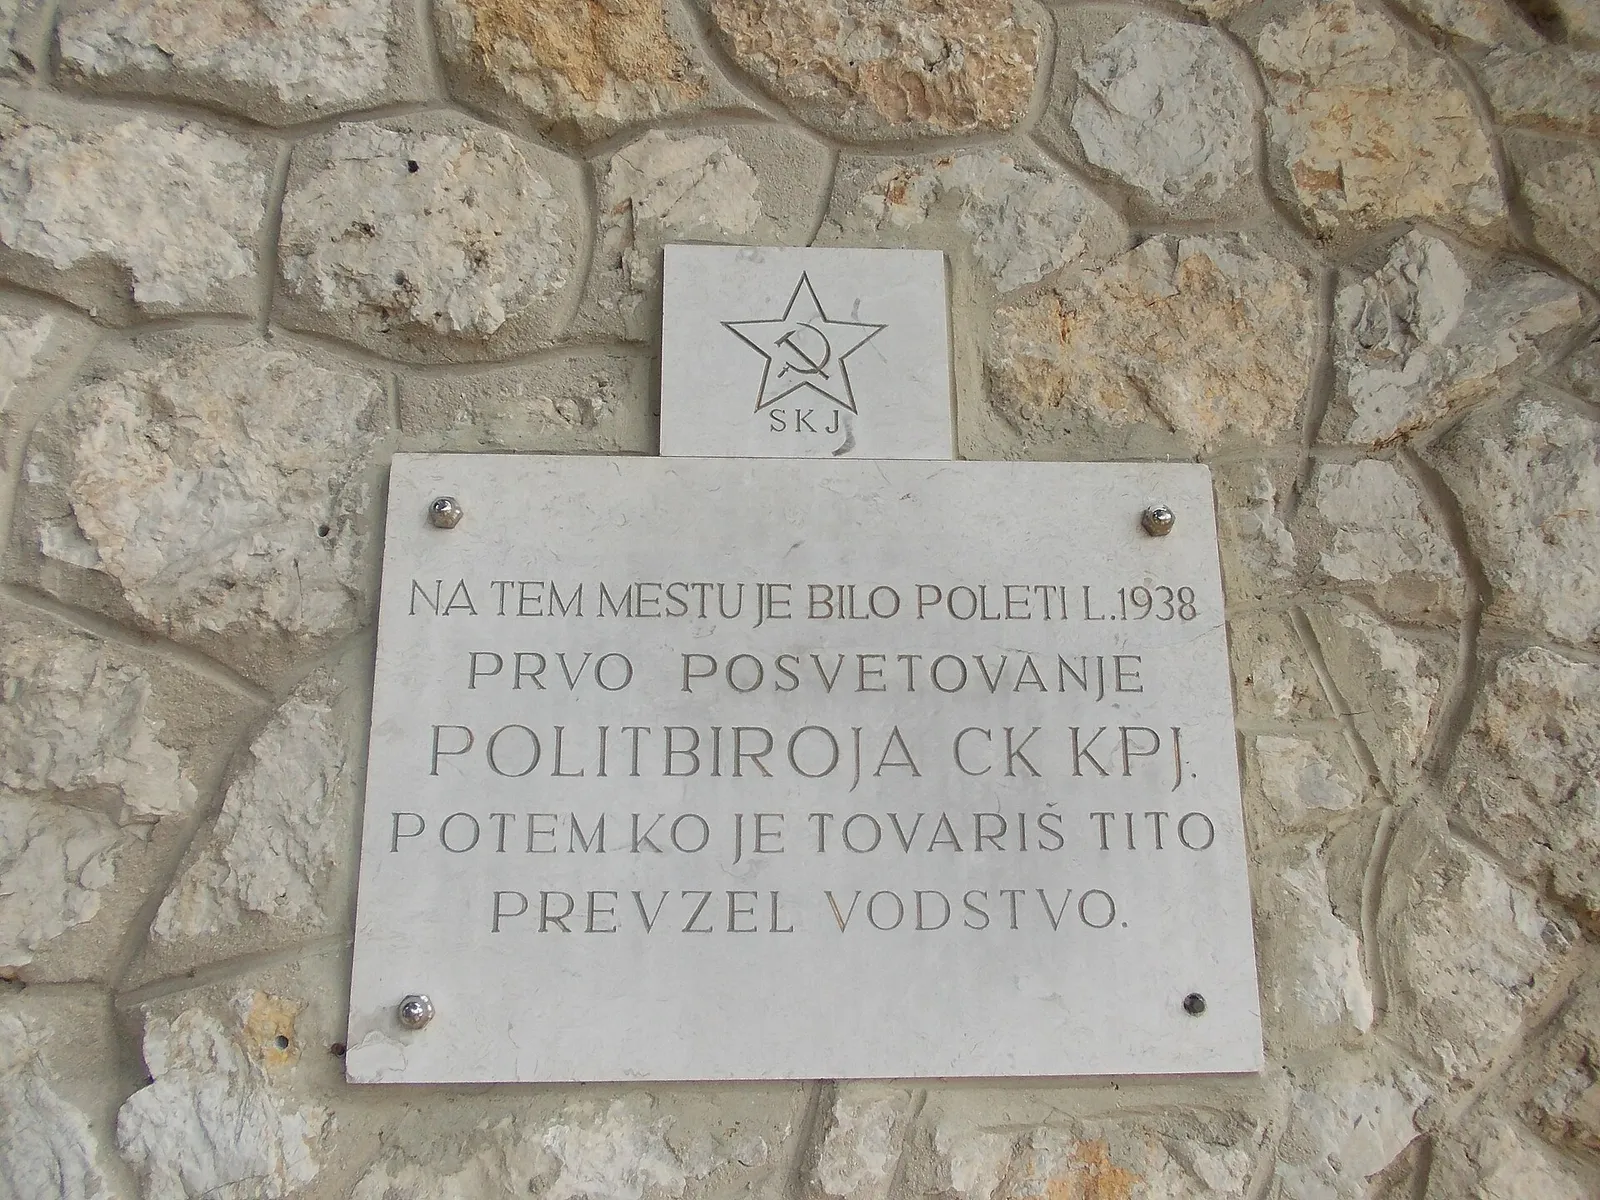 SKJ
NA TEM MESTU JE BILO POLETI L.1938
PRVO POSVETOVANJE
POLITBIROJA CK KPJ.
POTEM KO JE TOVARIŠ TITO
PREVZEL VODSTVO.